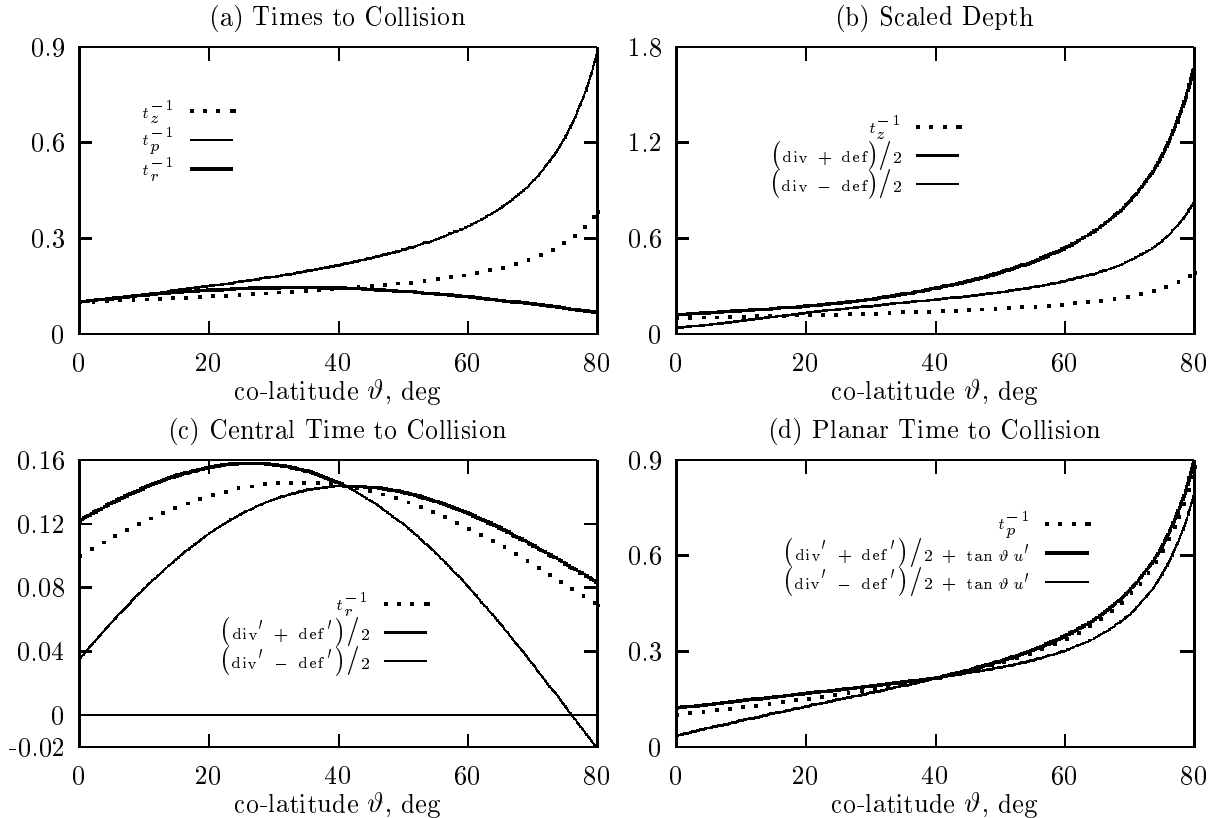 (a) Times to Collision
0.9
0.6
0.3
0
t_z^{-1}
t_p^{-1}
t_r^{-1}
0 20 40 60 80
co-latitude ϑ, deg
(b) Scaled Depth
1.8
1.2
0.6
0
t_z^{-1}
(div + def)/2
(div − def)/2
0 20 40 60 80
co-latitude ϑ, deg
(c) Central Time to Collision
0.16
0.12
0.08
0.04
0
-0.02
t_r^{-1}
(div′ + def′)/2
(div′ − def′)/2
0 20 40 60 80
co-latitude ϑ, deg
(d) Planar Time to Collision
0.9
0.6
0.3
0
t_p^{-1}
(div′ + def′)/2 + tan ϑ u′
(div′ − def′)/2 + tan ϑ u′
0 20 40 60 80
co-latitude ϑ, deg